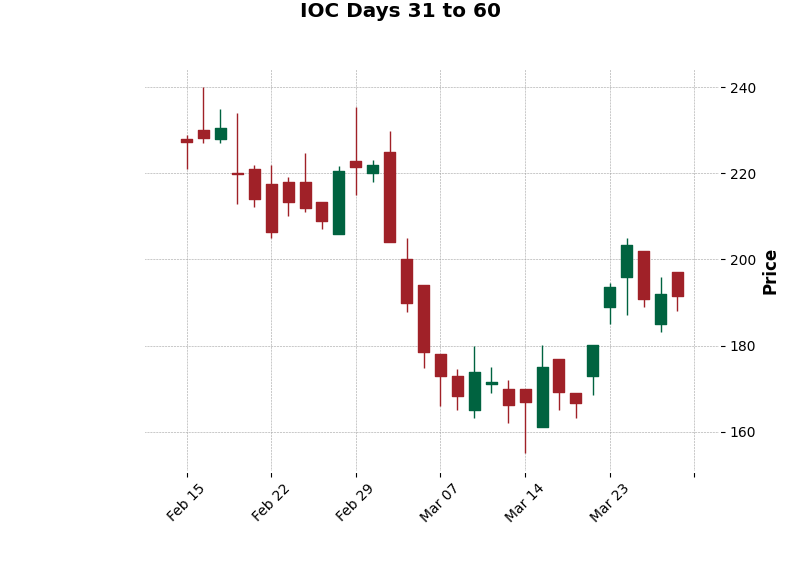 IOC Days 31 to 60
240
220
200
180
160
Price
Feb 15
Feb 22
Feb 29
Mar 07
Mar 14
Mar 23